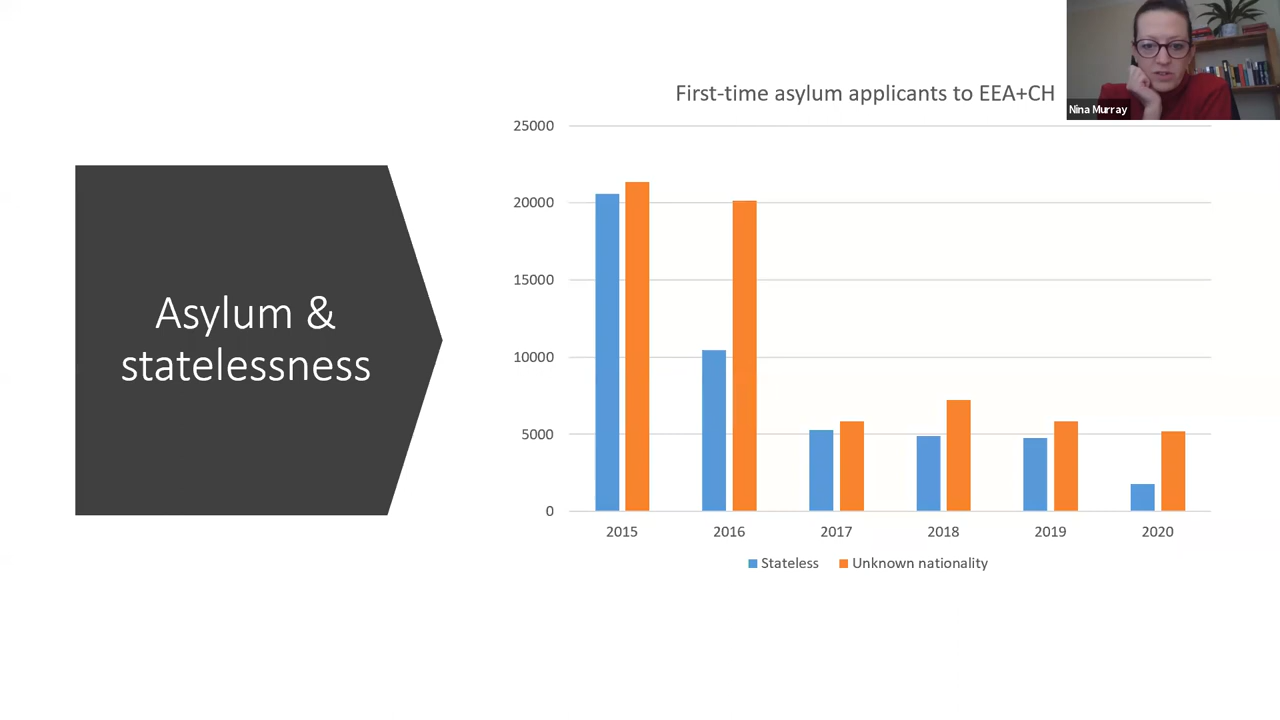 First-time asylum applicants to EEA+CH
Nina Murray
Asylum &
statelessness
25000
20000
15000
10000
5000
0
2015 2016 2017 2018 2019 2020
Stateless Unknown nationality